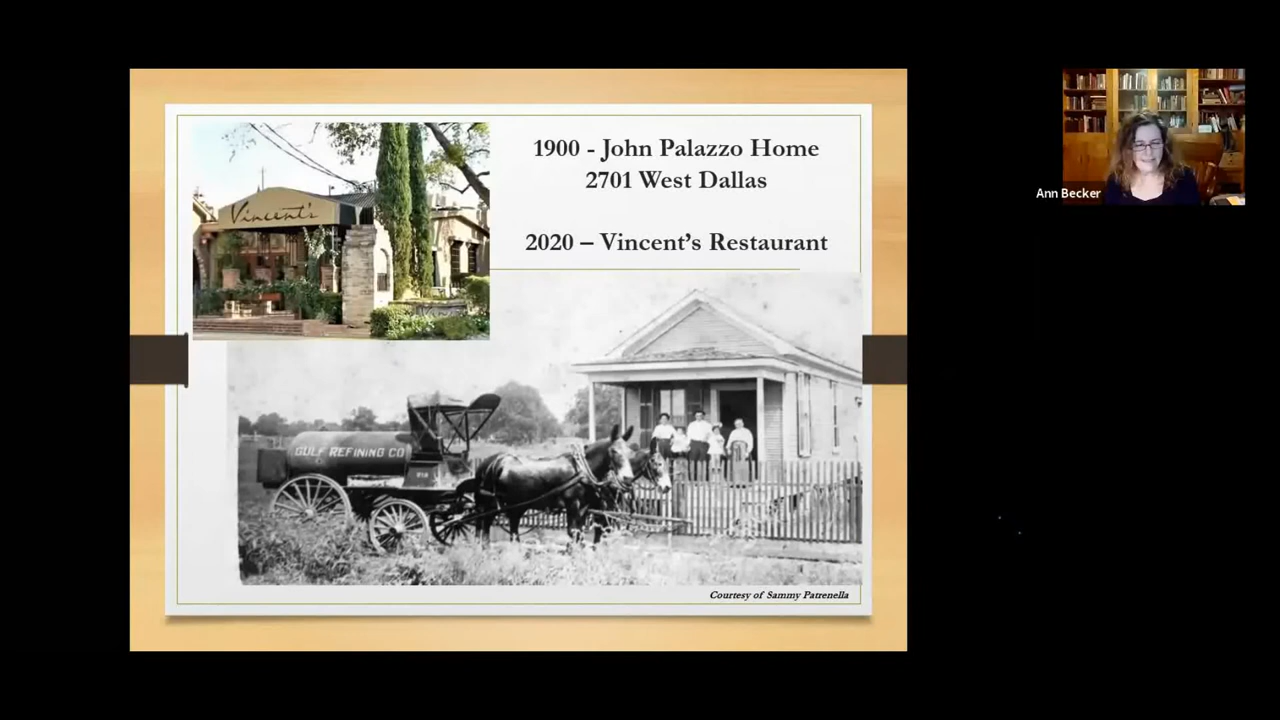 Vincent's
1900 - John Palazzo Home
2701 West Dallas
2020 – Vincent's Restaurant
GULF REFINING CO
Courtesy of Sammy Patrenella
Ann Becker